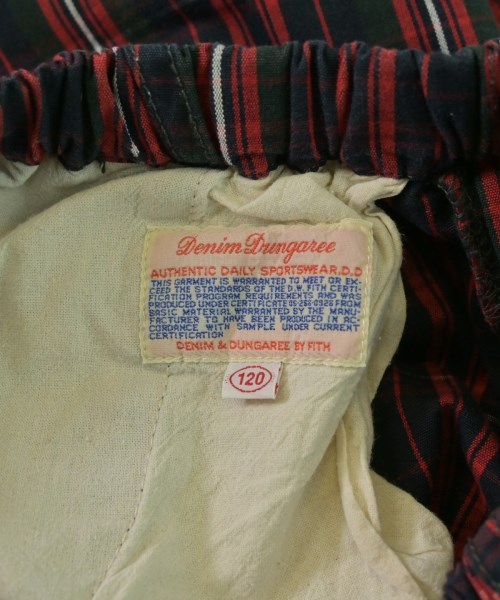 Denim Dungaree
AUTHENTIC DAILY SPORTSWEAR.D.D
THIS GARMENT IS WARRANTED TO MEET OR EX-
CEED THE STANDARDS OF THE D.W. FITH CERTI-
FICATION PROGRAM REQUIREMENTS AND WAS
PRODUCED UNDER CERTIFICATE 05-265-0926 FROM
BASIC MATERIAL WARRANTED BY THE MANU-
FACTURER TO HAVE BEEN PRODUCED IN AC-
CORDANCE WITH SAMPLE UNDER CURRENT
CERTIFICATION
DENIM & DUNGAREE BY FITH
120